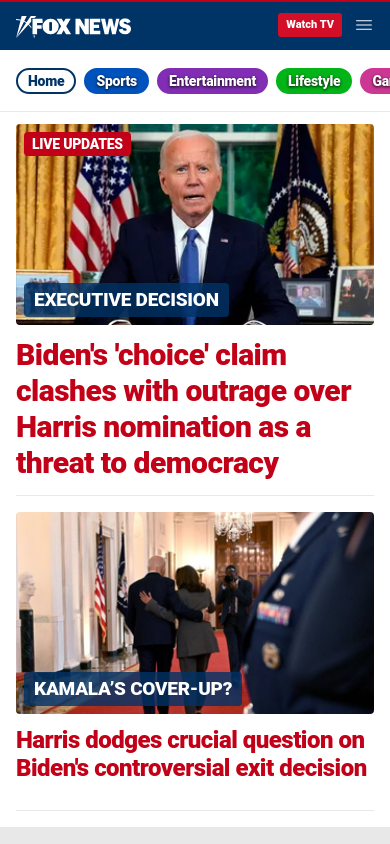 FOX NEWS
Watch TV
Home
Sports
Entertainment
Lifestyle
LIVE UPDATES
EXECUTIVE DECISION
Biden's 'choice' claim
clashes with outrage over
Harris nomination as a
threat to democracy
KAMALA’S COVER-UP?
Harris dodges crucial question on
Biden's controversial exit decision